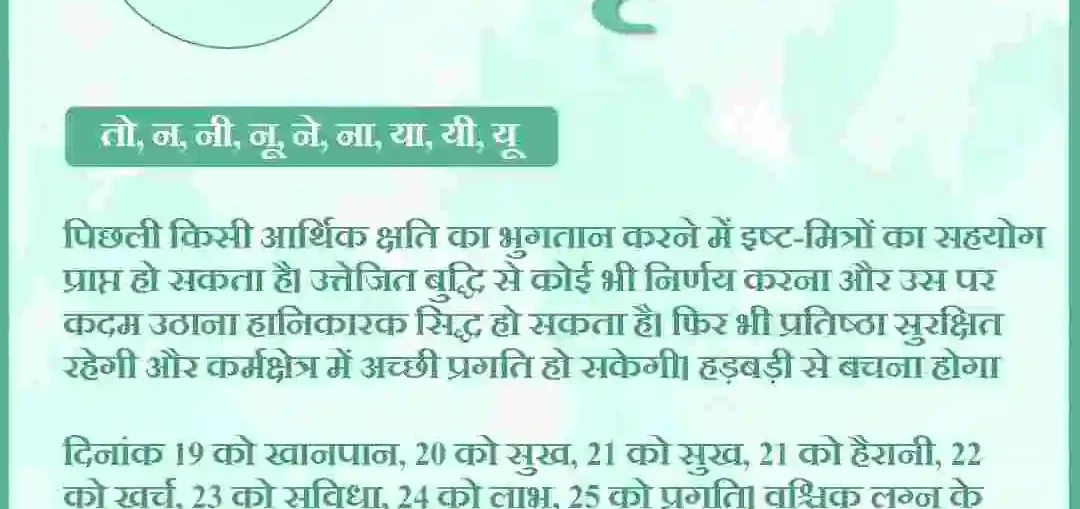 तो, न, नी, नू, ने, ना, या, यी, यू
पिछली किसी आर्थिक क्षति का भुगतान करने में इष्ट-मित्रों का सहयोग
प्राप्त हो सकता है। उत्तेजित बुद्धि से कोई भी निर्णय करना और उस पर
कदम उठाना हानिकारक सिद्ध हो सकता है। फिर भी प्रतिष्ठा सुरक्षित
रहेगी और कर्मक्षेत्र में अच्छी प्रगति हो सकेगी। हड़बड़ी से बचना होगा
दिनांक 19 को खानपान, 20 को सुख, 21 को सुख, 21 को हैरानी, 22
को खर्च, 23 को सुविधा, 24 को लाभ, 25 को प्रगति। वृश्चिक लग्न के